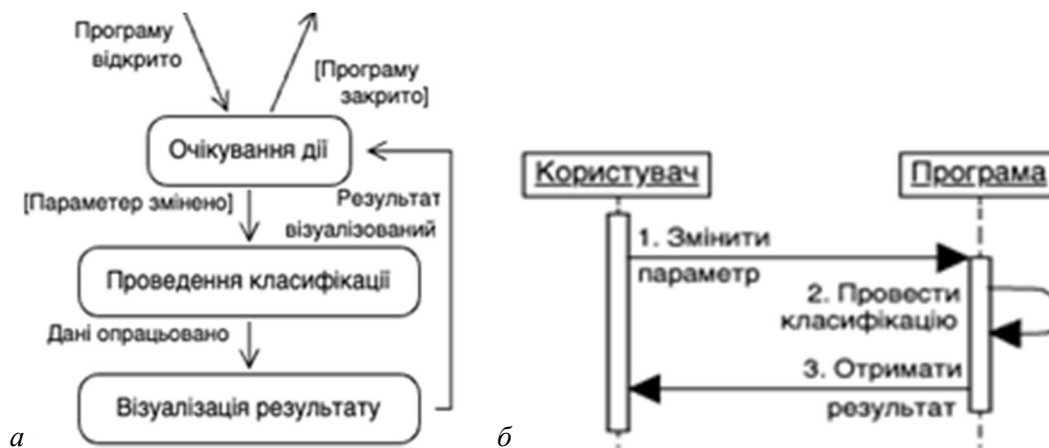 Програму
відкрито
[Програму
закрито]
Очікування дії
[Параметер змінено]
Результат
візуалізований
Проведення класифікації
Дані опрацьовано
Візуалізація результату
а
Користувач
Програма
1. Змінити
параметр
2. Провести
класифікацію
3. Отримати
результат
б